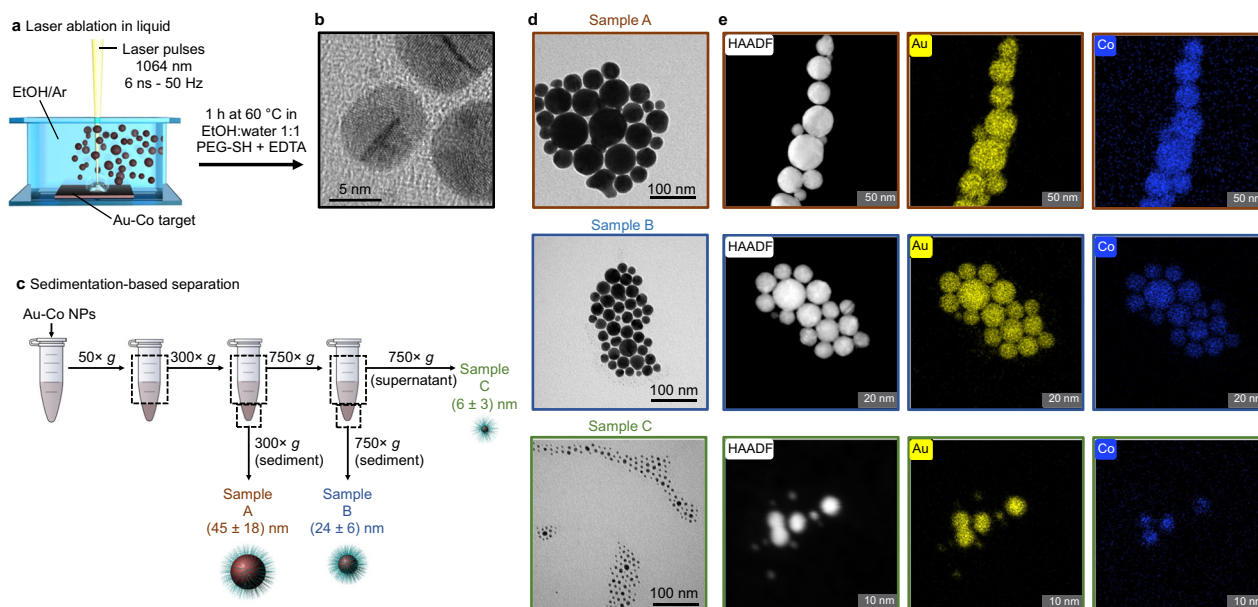 a Laser ablation in liquid
Laser pulses
1064 nm
6 ns - 50 Hz
EtOH/Ar
Au-Co target
1 h at 60 °C in
EtOH:water 1:1
PEG-SH + EDTA
b
5 nm
c Sedimentation-based separation
Au-Co NPs
50× g
300× g
750× g
750× g
(supernatant)
Sample
C
(6 ± 3) nm
300× g
(sediment)
750× g
(sediment)
Sample
A
(45 ± 18) nm
Sample
B
(24 ± 6) nm
d
Sample A
100 nm
Sample B
100 nm
Sample C
100 nm
e
HAADF
50 nm
Au
50 nm
Co
50 nm
HAADF
20 nm
Au
20 nm
Co
20 nm
HAADF
10 nm
Au
10 nm
Co
10 nm